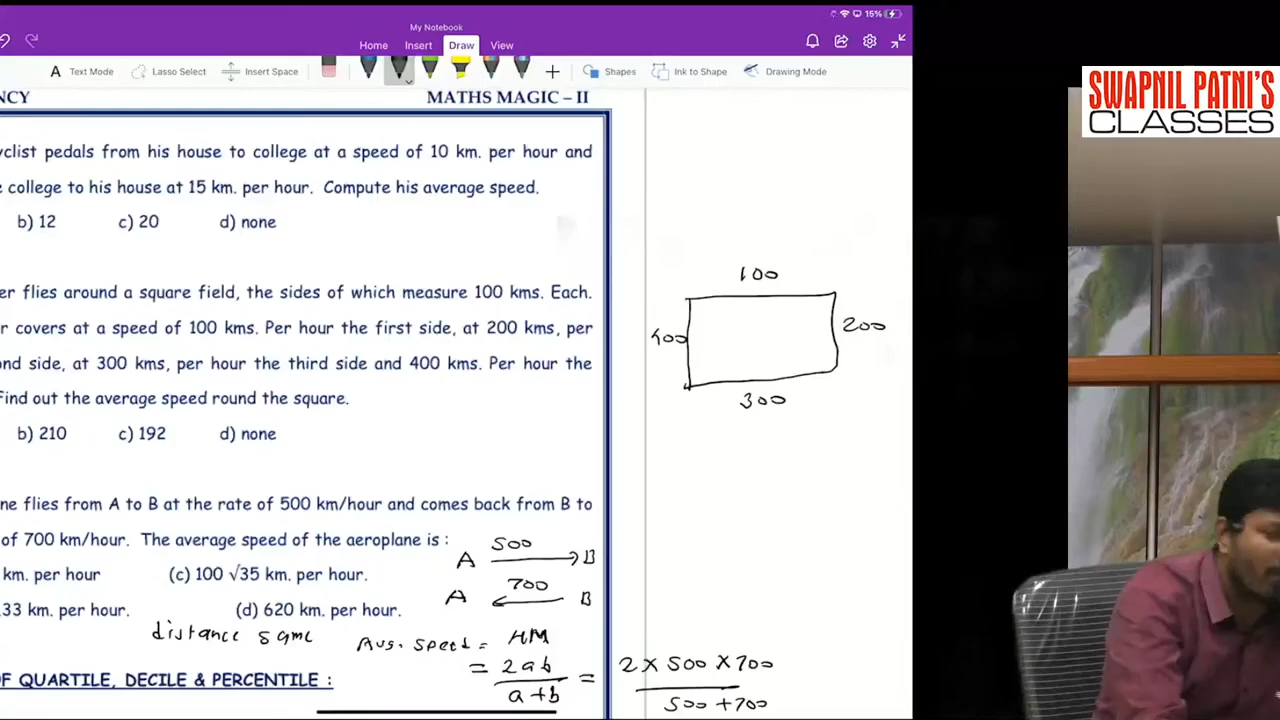 15%
My Notebook
Home Insert Draw View
A Text Mode Lasso Select Insert Space + Shapes Ink to Shape Drawing Mode
NCY MATHS MAGIC – II
yclist pedals from his house to college at a speed of 10 km. per hour and
e college to his house at 15 km. per hour. Compute his average speed.
b) 12 c) 20 d) none
er flies around a square field, the sides of which measure 100 kms. Each.
r covers at a speed of 100 kms. Per hour the first side, at 200 kms, per
ond side, at 300 kms, per hour the third side and 400 kms. Per hour the
Find out the average speed round the square.
b) 210 c) 192 d) none
100
400 200
300
ne flies from A to B at the rate of 500 km/hour and comes back from B to
of 700 km/hour. The average speed of the aeroplane is :
km. per hour (c) 100 √35 km. per hour.
.33 km. per hour. (d) 620 km. per hour.
A 500 B
A 700 B
distance same Avg. speed = HM
= 2ab / a+b = 2 × 500 × 700 / 500 + 700
OF QUARTILE, DECILE & PERCENTILE :
SWAPNIL PATNI'S
CLASSES